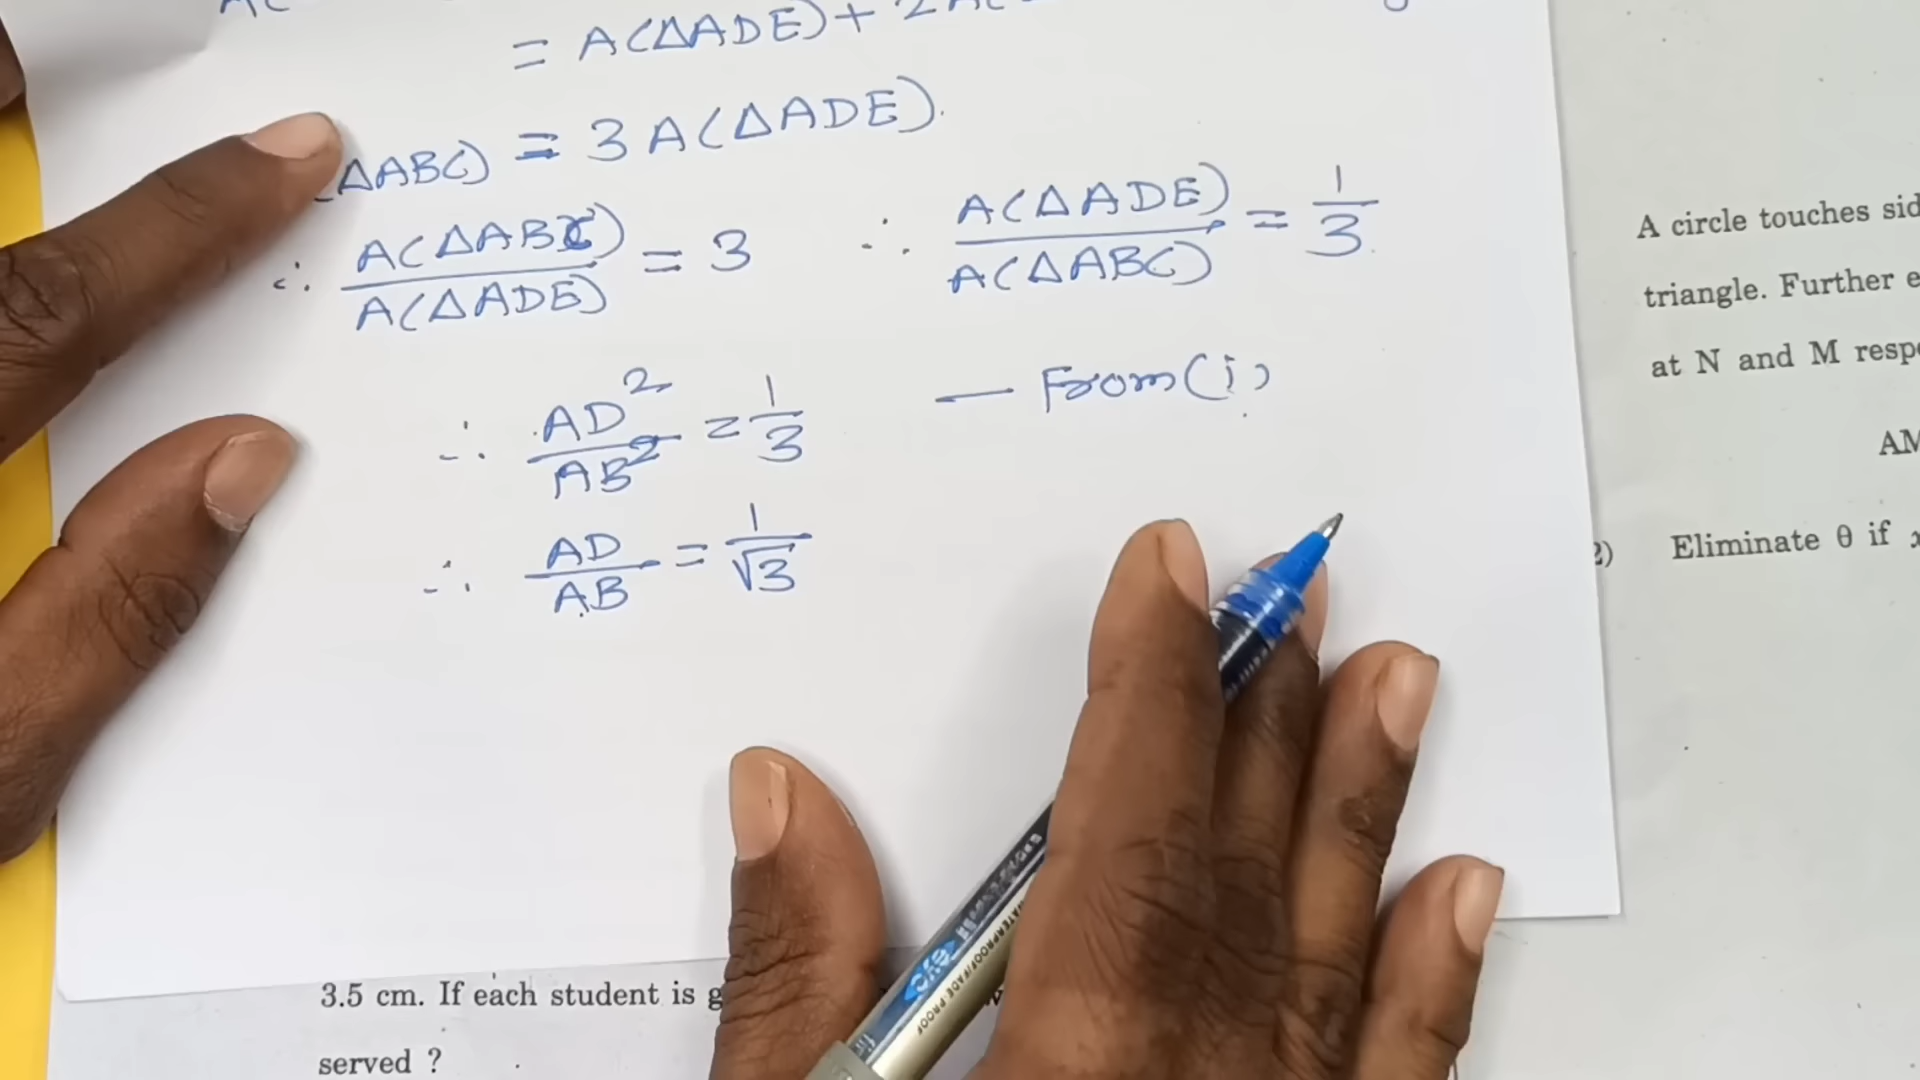 = A(△ADE) + 2A(
△ABC) = 3 A(△ADE).
∴ A(△ABC) / A(△ADE) = 3 ∴ A(△ADE) / A(△ABC) = 1/3
∴ AD² / AB² = 1/3 — From (i)
∴ AD / AB = 1/√3
A circle touches sid
triangle. Further e
at N and M resp
AM
2) Eliminate θ if x
3.5 cm. If each student is g
served ?